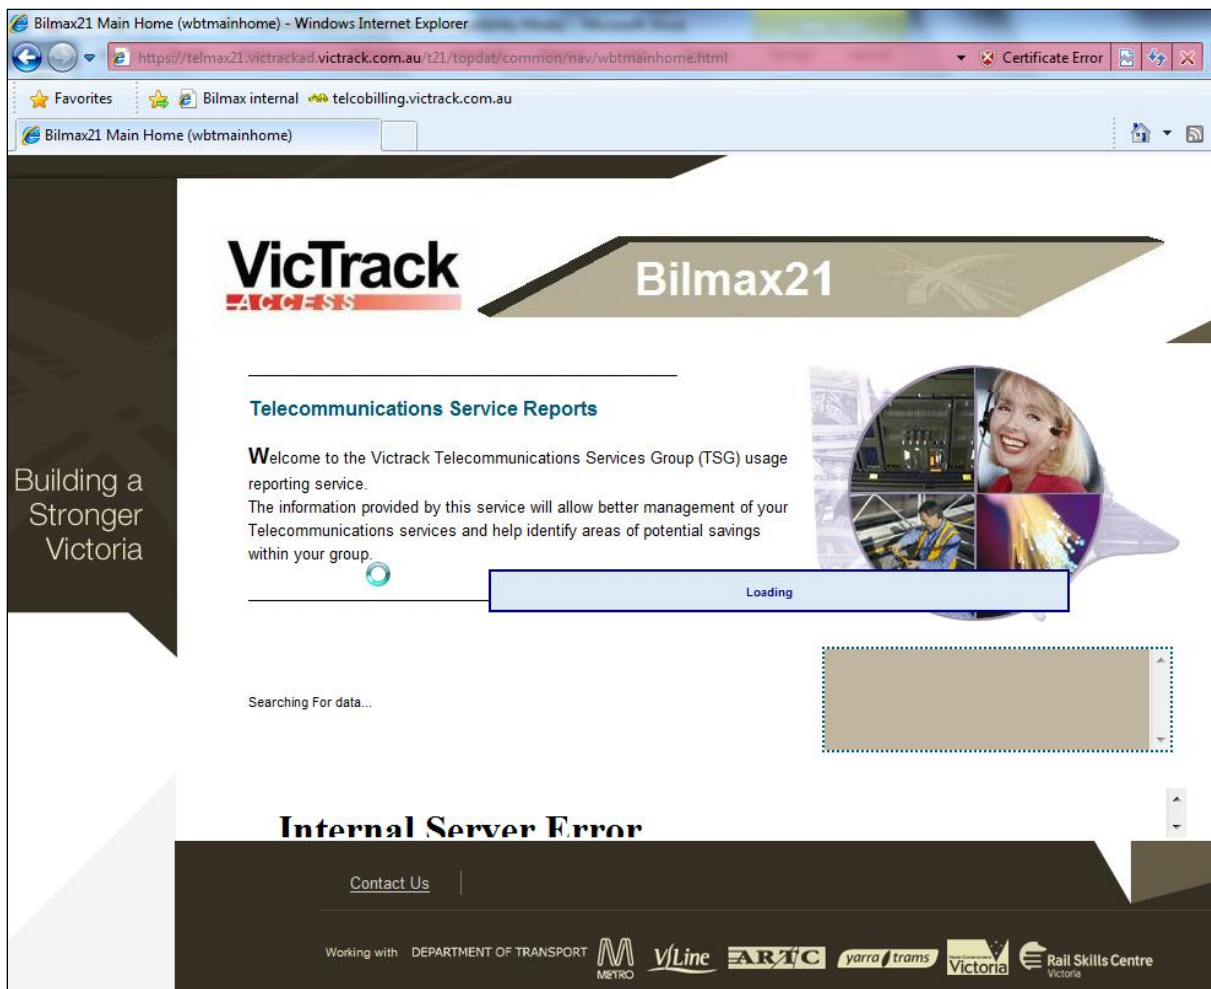 Bilmax21 Main Home (wbtmainhome) - Windows Internet Explorer
https://telmax21.victrackad.victrack.com.au/t21/topdat/common/nav/wbtmainhome.html
Certificate Error
Favorites
Bilmax internal
telcobilling.victrack.com.au
Bilmax21 Main Home (wbtmainhome)
VicTrack
ACCESS
Bilmax21
Telecommunications Service Reports
Welcome to the Victrack Telecommunications Services Group (TSG) usage
reporting service.
The information provided by this service will allow better management of your
Telecommunications services and help identify areas of potential savings
within your group.
Building a
Stronger
Victoria
Loading
Searching For data...
Internal Server Error
Contact Us
Working with DEPARTMENT OF TRANSPORT
METRO
V/Line
ARTC
yarra trams
Victoria
Rail Skills Centre
Victoria